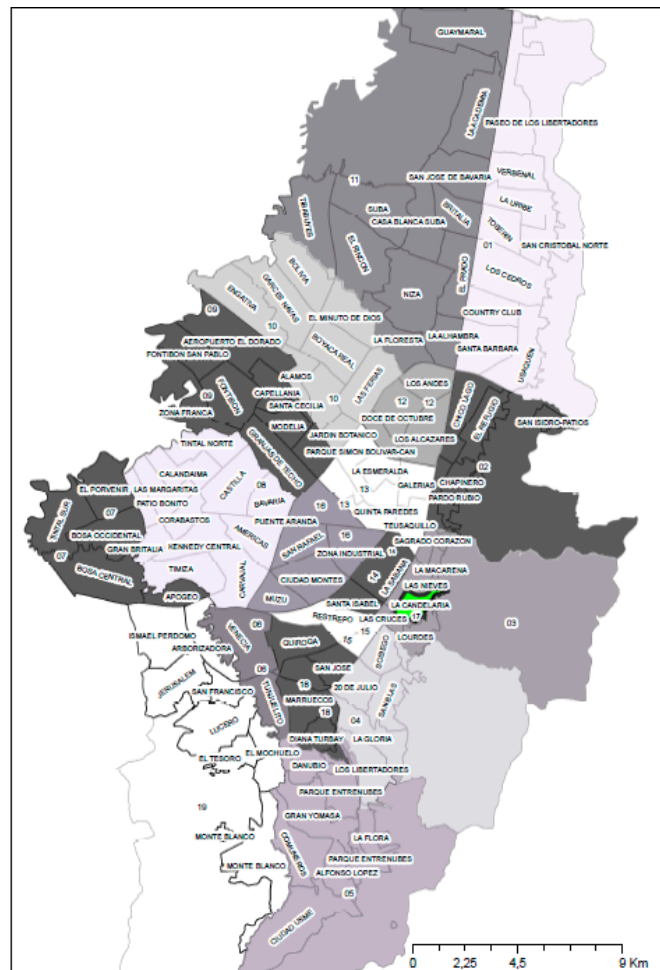 GUAYMARAL
LA ACADEMIA
PASEO DE LOS LIBERTADORES
SAN JOSE DE BAVARIA
VERBENAL
11
TIBABUYES
SUBA
BRITALIA
LA URIBE
CASA BLANCA SUBA
TOBERIN
EL RINCON
01
SAN CRISTOBAL NORTE
BOLIVIA
EL PRADO
LOS CEDROS
ENGATIVA
GARCES NAVAS
NIZA
09
EL MINUTO DE DIOS
COUNTRY CLUB
10
BOYACA REAL
LA FLORESTA
LA ALHAMBRA
AEROPUERTO EL DORADO
SANTA BARBARA
FONTIBON SAN PABLO
USAQUEN
ALAMOS
LAS FERIAS
LOS ANDES
09
FONTIBON
CAPELLANIA
10
12
12
CHICO LAGO
EL REFUGIO
ZONA FRANCA
SANTA CECILIA
DOCE DE OCTUBRE
SAN ISIDRO-PATIOS
MODELIA
JARDIN BOTANICO
LOS ALCAZARES
TINTAL NORTE
GRANJAS DE TECHO
PARQUE SIMON BOLIVAR-CAN
02
LA ESMERALDA
CALANDAIMA
CASTILLA
GALERIAS
CHAPINERO
EL PORVENIR
LAS MARGARITAS
08
13
PARDO RUBIO
PATIO BONITO
BAVARIA
13
TINTAL SUR
07
16
QUINTA PAREDES
CORABASTOS
PUENTE ARANDA
TEUSAQUILLO
BOSA OCCIDENTAL
AMERICAS
16
SAGRADO CORAZON
07
GRAN BRITALIA
KENNEDY CENTRAL
SAN RAFAEL
ZONA INDUSTRIAL
14
BOSA CENTRAL
TIMIZA
CARVAJAL
CIUDAD MONTES
14
LA SABANA
LA MACARENA
LAS NIEVES
APOGEO
MUZU
SANTA ISABEL
LA CANDELARIA
RESTREPO
LAS CRUCES
17
03
ISMAEL PERDOMO
06
15
ARBORIZADORA
VENECIA
QUIROGA
15
LOURDES
06
SAN JOSE
SOSIEGO
JERUSALEM
SAN FRANCISCO
TUNJUELITO
18
20 DE JULIO
SAN BLAS
MARRUECOS
18
04
LUCERO
DIANA TURBAY
LA GLORIA
EL TESORO
EL MOCHUELO
DANUBIO
LOS LIBERTADORES
PARQUE ENTRENUBES
19
GRAN YOMASA
MONTE BLANCO
LA FLORA
COMUNEROS
PARQUE ENTRENUBES
MONTE BLANCO
ALFONSO LOPEZ
05
CIUDAD USME
0 2,25 4,5 9 Km